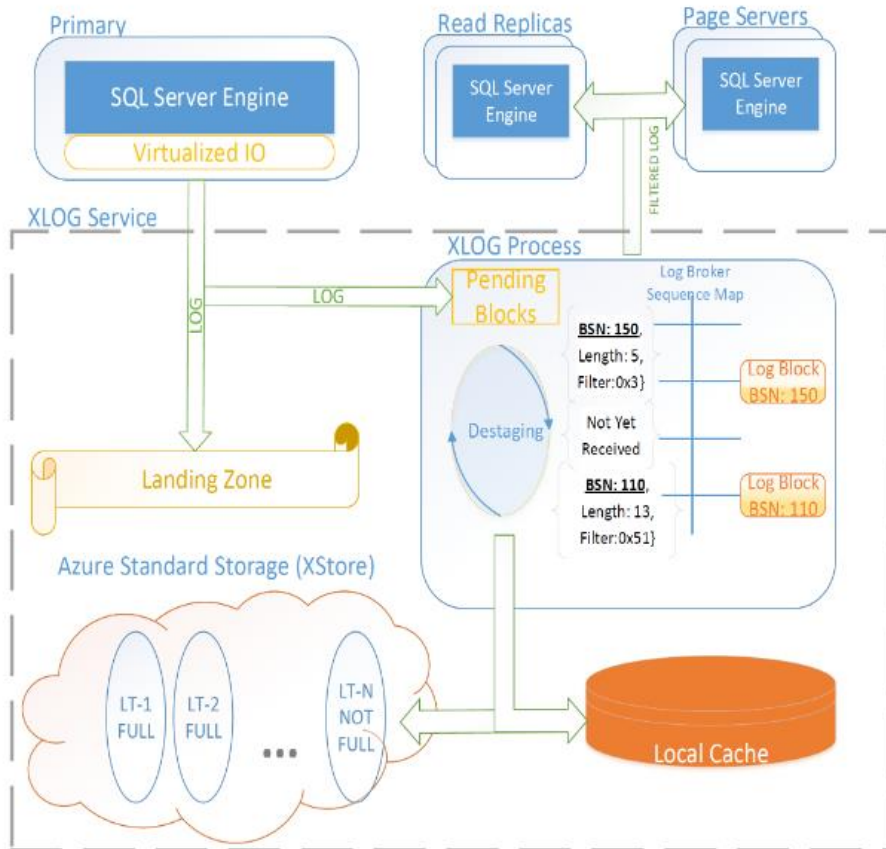 Primary
SQL Server Engine
Virtualized IO
Read Replicas
SQL Server
Engine
Page Servers
SQL Server
Engine
FILTERED LOG
XLOG Service
LOG
LOG
XLOG Process
Pending
Blocks
Log Broker
Sequence Map
BSN: 150,
Length: 5,
Filter:0x3}
Log Block
BSN: 150
Destaging
Not Yet
Received
BSN: 110,
Length: 13,
Filter:0x51}
Log Block
BSN: 110
Landing Zone
Azure Standard Storage (XStore)
LT-1
FULL
LT-2
FULL
...
LT-N
NOT
FULL
Local Cache